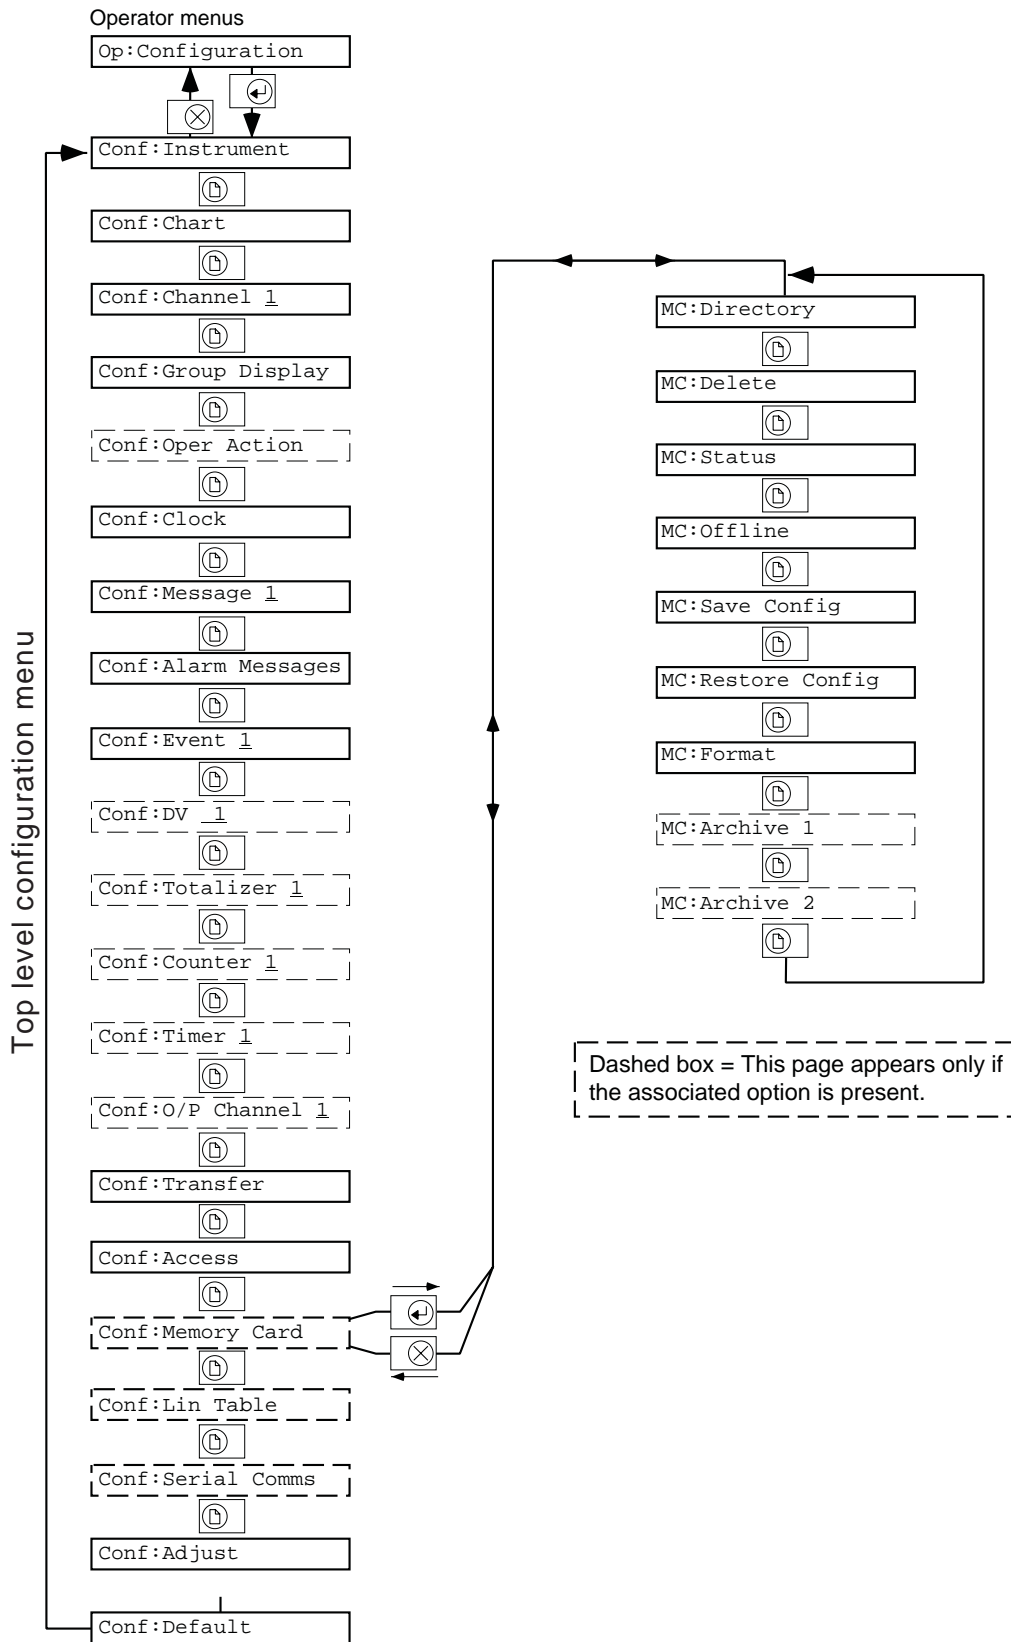 Operator menus
Op:Configuration
Conf:Instrument
Conf:Chart
Conf:Channel 1
Conf:Group Display
Conf:Oper Action
Conf:Clock
Conf:Message 1
Conf:Alarm Messages
Conf:Event 1
Conf:DV 1
Conf:Totalizer 1
Conf:Counter 1
Conf:Timer 1
Conf:O/P Channel 1
Conf:Transfer
Conf:Access
Conf:Memory Card
Conf:Lin Table
Conf:Serial Comms
Conf:Adjust
Conf:Default
Top level configuration menu
MC:Directory
MC:Delete
MC:Status
MC:Offline
MC:Save Config
MC:Restore Config
MC:Format
MC:Archive 1
MC:Archive 2
Dashed box = This page appears only if
the associated option is present.